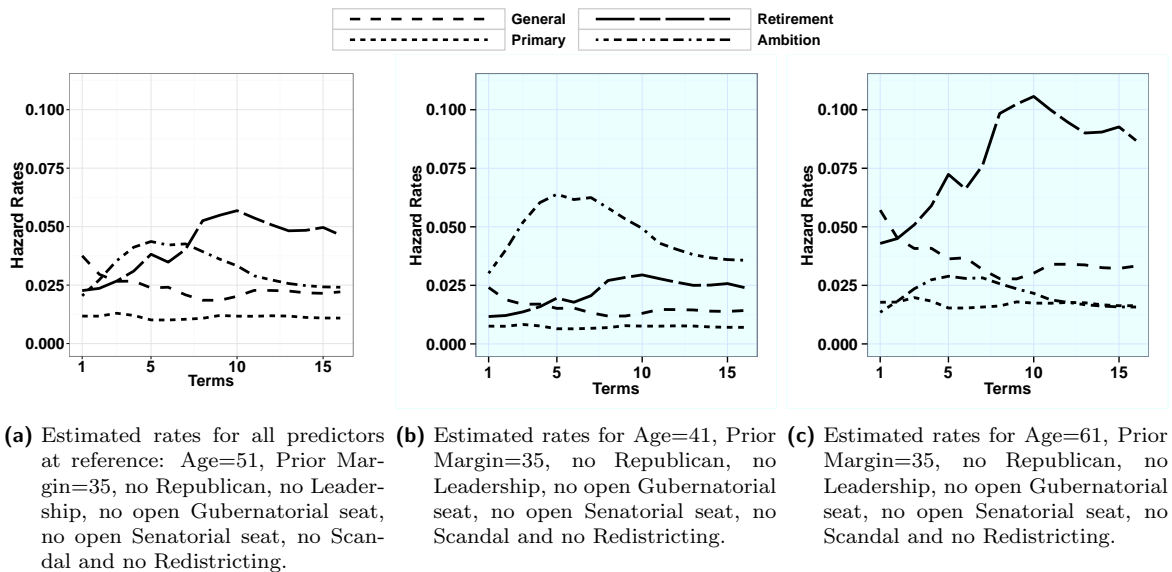 General
Retirement
Primary
Ambition
Hazard Rates
0.100
0.075
0.050
0.025
0.000
1 5 10 15
Terms
Hazard Rates
0.100
0.075
0.050
0.025
0.000
1 5 10 15
Terms
Hazard Rates
0.100
0.075
0.050
0.025
0.000
1 5 10 15
Terms
(a) Estimated rates for all predictors
at reference: Age=51, Prior Mar-
gin=35, no Republican, no Leader-
ship, no open Gubernatorial seat,
no open Senatorial seat, no Scan-
dal and no Redistricting.
(b) Estimated rates for Age=41, Prior
Margin=35, no Republican, no
Leadership, no open Gubernatorial
seat, no open Senatorial seat, no
Scandal and no Redistricting.
(c) Estimated rates for Age=61, Prior
Margin=35, no Republican, no
Leadership, no open Gubernatorial
seat, no open Senatorial seat, no
Scandal and no Redistricting.